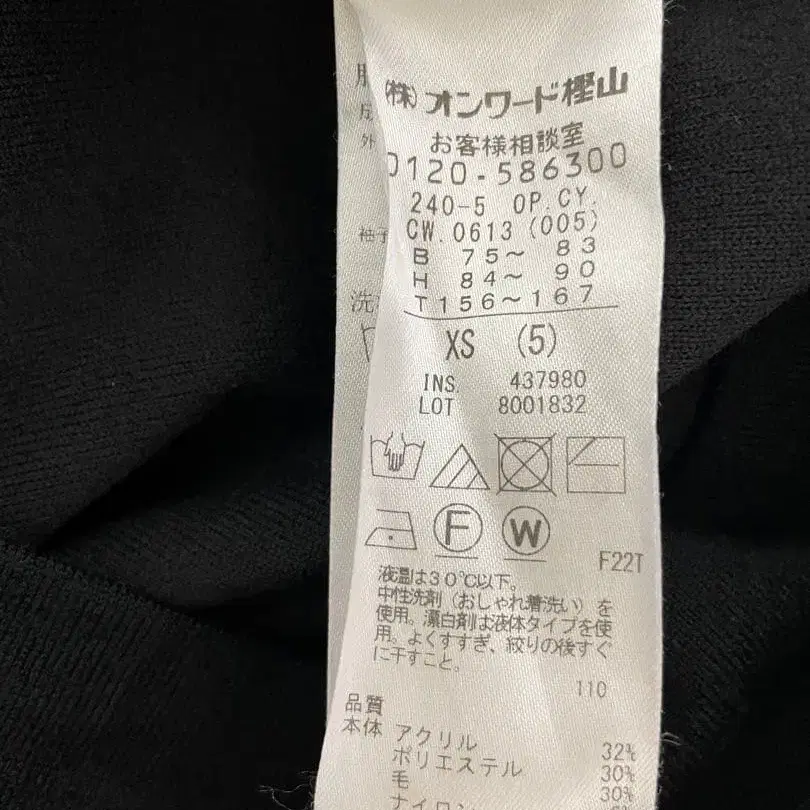 (株)オンワード樫山
お客様相談室
0120-586300
240-5 OP.CY.
CW.0613 (005)
B 75〜 83
H 84〜 90
T156〜167
XS (5)
INS. 437980
LOT 8001832
F
W
F22T
液温は30℃以下。
中性洗剤(おしゃれ着洗い)を
使用。漂白剤は液体タイプを使
用。よくすすぎ、絞りの後すぐ
に干すこと。
110
品質
本体 アクリル 32%
ポリエステル 30%
毛 30%
ナイロン